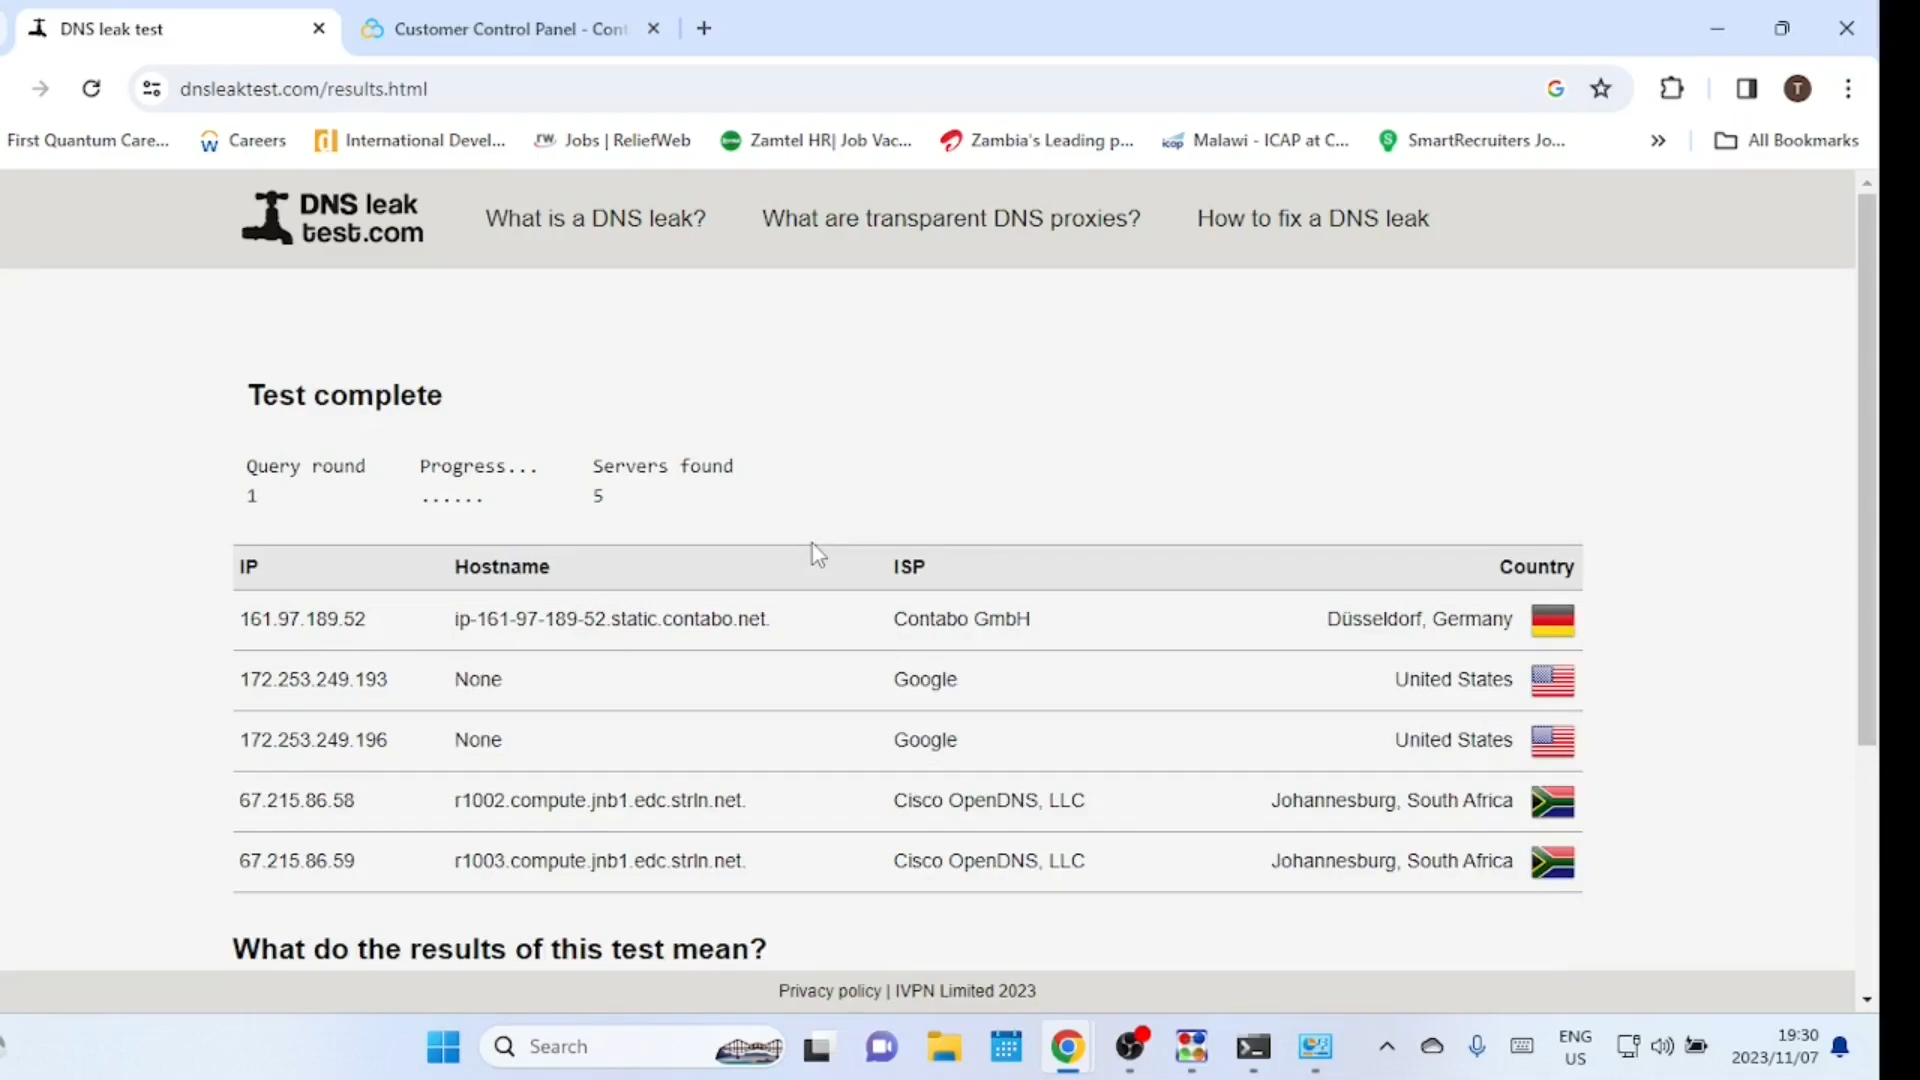 DNS leak test
Customer Control Panel - Cont
dnsleaktest.com/results.html
T
First Quantum Care...
Careers
International Devel...
Jobs | ReliefWeb
Zamtel HR| Job Vac...
Zambia's Leading p...
Malawi - ICAP at C...
SmartRecruiters Jo...
All Bookmarks
DNS leak
test.com
What is a DNS leak?
What are transparent DNS proxies?
How to fix a DNS leak
Test complete
Query round Progress... Servers found
1 ...... 5
IP Hostname ISP Country
161.97.189.52 ip-161-97-189-52.static.contabo.net. Contabo GmbH Düsseldorf, Germany
172.253.249.193 None Google United States
172.253.249.196 None Google United States
67.215.86.58 r1002.compute.jnb1.edc.strln.net. Cisco OpenDNS, LLC Johannesburg, South Africa
67.215.86.59 r1003.compute.jnb1.edc.strln.net. Cisco OpenDNS, LLC Johannesburg, South Africa
What do the results of this test mean?
Privacy policy | IVPN Limited 2023
Search
ENG
US
19:30
2023/11/07